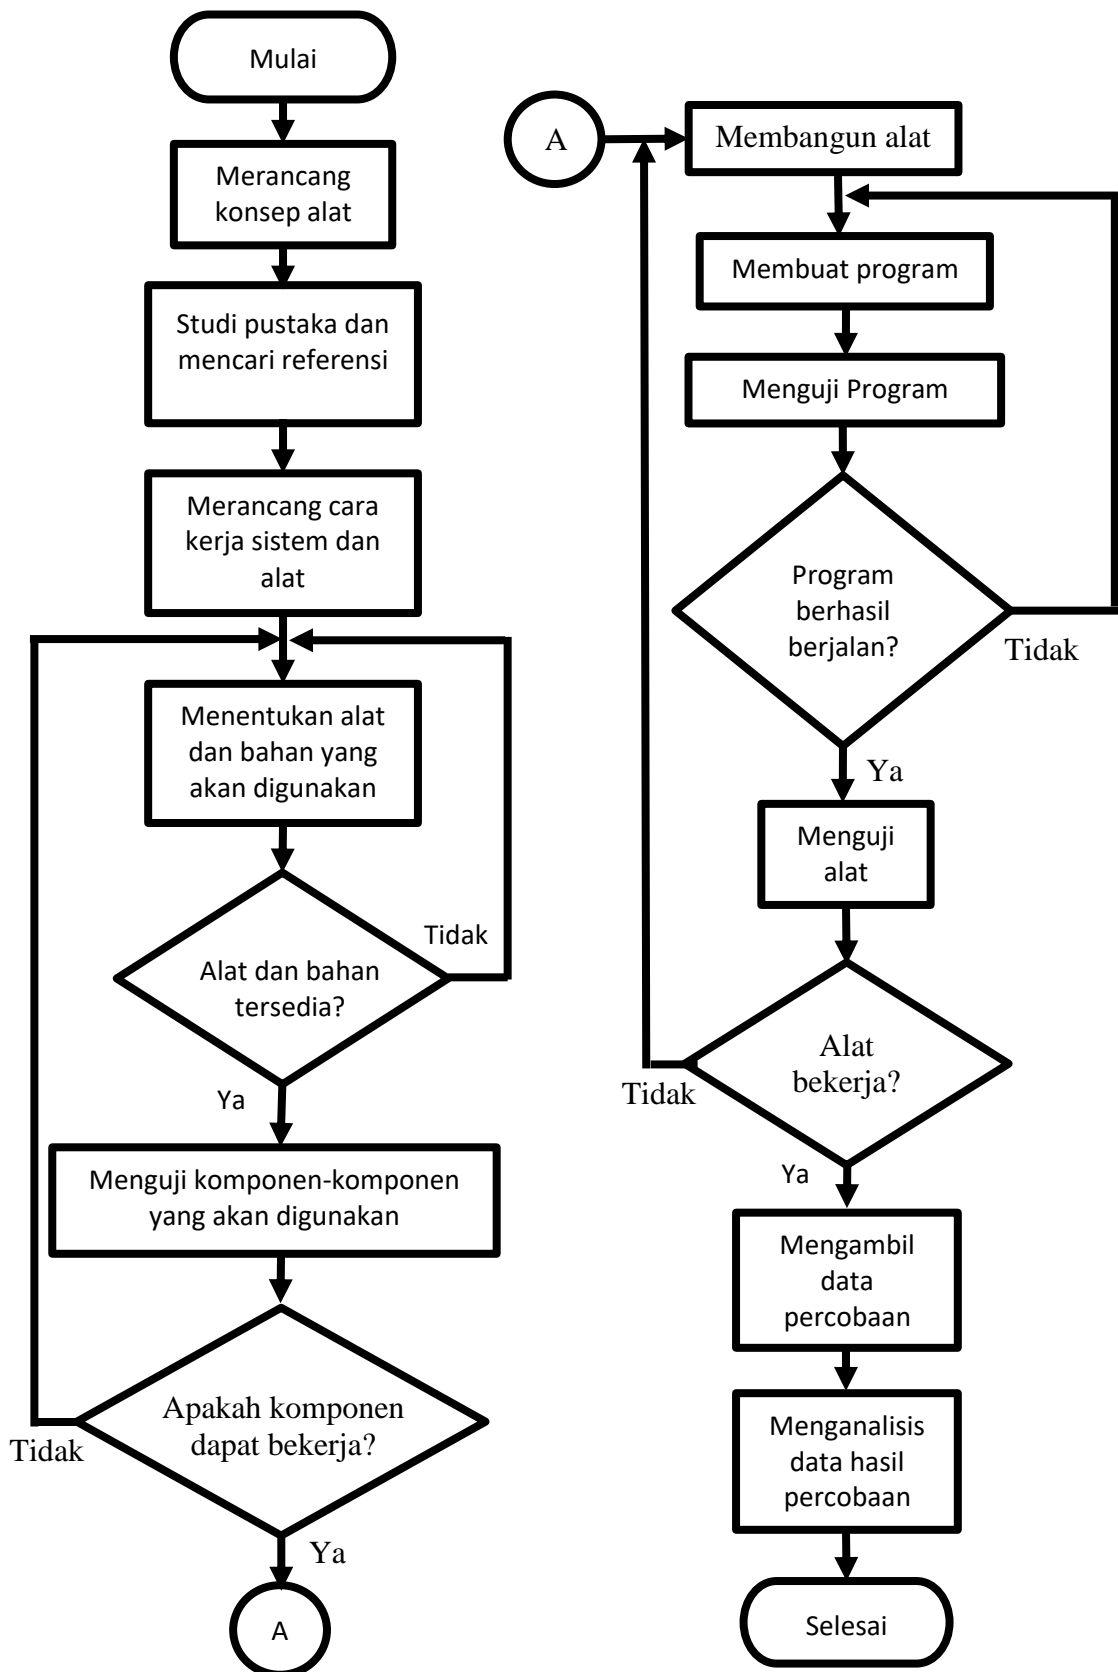 Mulai
Merancang
konsep alat
Studi pustaka dan
mencari referensi
Merancang cara
kerja sistem dan
alat
Menentukan alat
dan bahan yang
akan digunakan
Tidak
Alat dan bahan
tersedia?
Ya
Menguji komponen-komponen
yang akan digunakan
Apakah komponen
dapat bekerja?
Tidak
Ya
A
A
Membangun alat
Membuat program
Menguji Program
Program
berhasil
berjalan?
Tidak
Ya
Menguji
alat
Alat
bekerja?
Tidak
Ya
Mengambil
data
percobaan
Menganalisis
data hasil
percobaan
Selesai